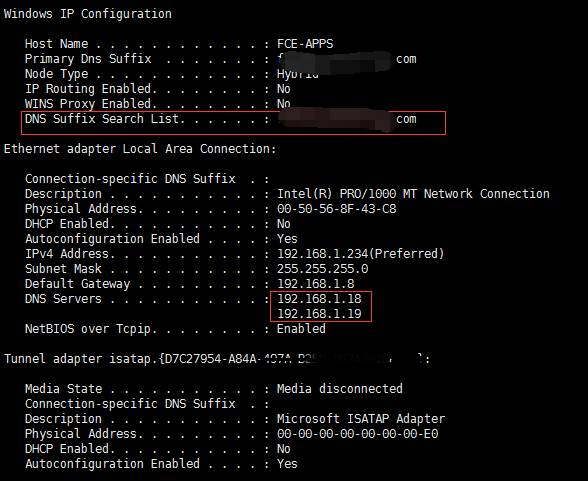 Windows IP Configuration
Host Name . . . . . . . . . . . . : FCE-APPS
Primary Dns Suffix . . . . . . . : com
Node Type . . . . . . . . . . . . : Hybrid
IP Routing Enabled. . . . . . . . : No
WINS Proxy Enabled. . . . . . . . : No
DNS Suffix Search List. . . . . . : com
Ethernet adapter Local Area Connection:
Connection-specific DNS Suffix . :
Description . . . . . . . . . . . : Intel(R) PRO/1000 MT Network Connection
Physical Address. . . . . . . . . : 00-50-56-8F-43-C8
DHCP Enabled. . . . . . . . . . . : No
Autoconfiguration Enabled . . . . : Yes
IPv4 Address. . . . . . . . . . . : 192.168.1.234(Preferred)
Subnet Mask . . . . . . . . . . . : 255.255.255.0
Default Gateway . . . . . . . . . : 192.168.1.8
DNS Servers . . . . . . . . . . . : 192.168.1.18
192.168.1.19
NetBIOS over Tcpip. . . . . . . . : Enabled
Tunnel adapter isatap.{D7C27954-A84A-497A }:
Media State . . . . . . . . . . . : Media disconnected
Connection-specific DNS Suffix . :
Description . . . . . . . . . . . : Microsoft ISATAP Adapter
Physical Address. . . . . . . . . : 00-00-00-00-00-00-00-E0
DHCP Enabled. . . . . . . . . . . : No
Autoconfiguration Enabled . . . . : Yes